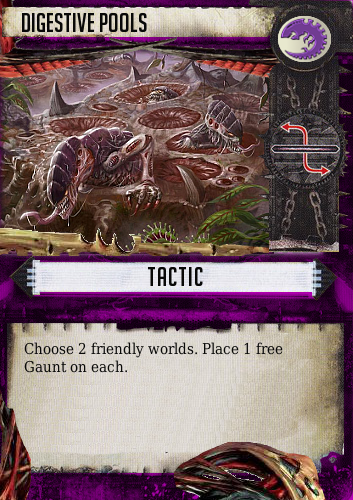 DIGESTIVE POOLS
TACTIC
Choose 2 friendly worlds. Place 1 free
Gaunt on each.